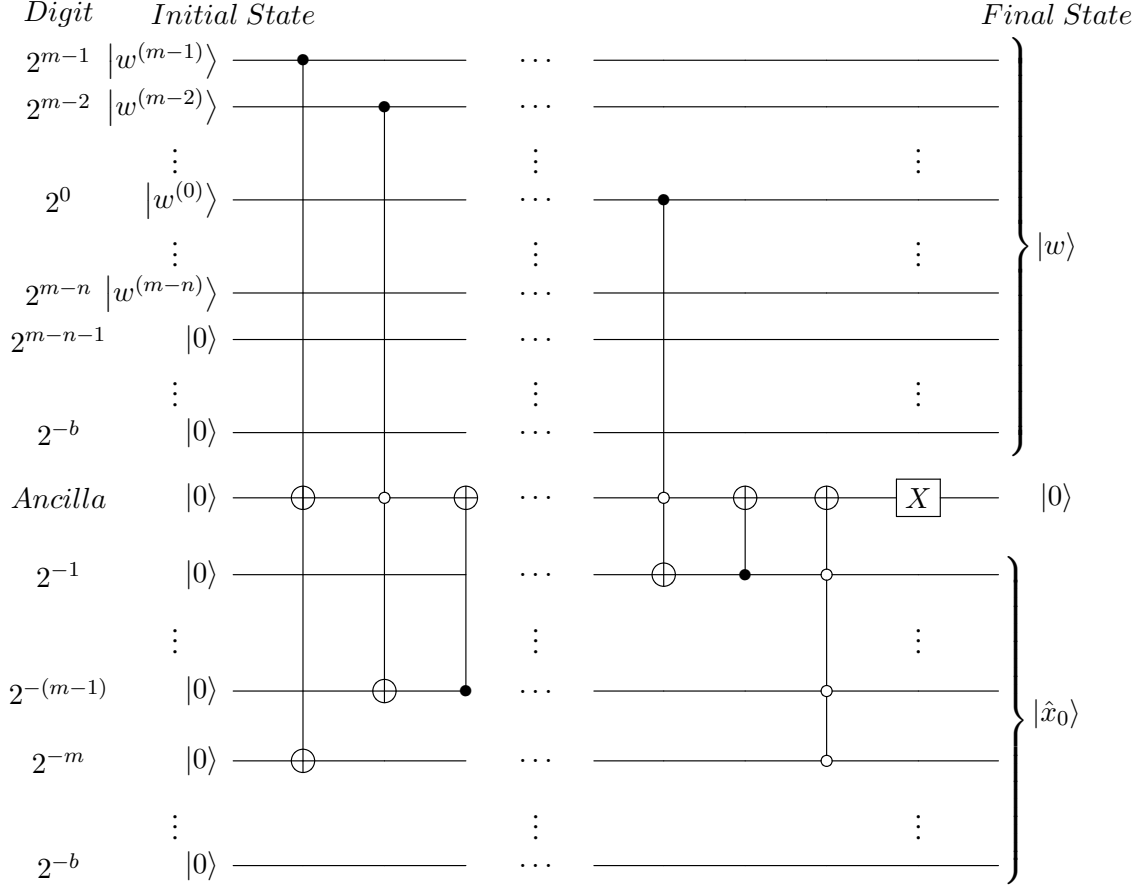 Digit Initial State Final State
2^{m−1} |w^{(m−1)}⟩ ···
2^{m−2} |w^{(m−2)}⟩ ···
⋮ ⋮ ⋮
2^0 |w^{(0)}⟩ ···
⋮ ⋮ ⋮ |w⟩
2^{m−n} |w^{(m−n)}⟩ ···
2^{m−n−1} |0⟩ ···
⋮ ⋮ ⋮
2^{−b} |0⟩ ···
Ancilla |0⟩ ··· X |0⟩
2^{−1} |0⟩ ···
⋮ ⋮ ⋮
2^{−(m−1)} |0⟩ ··· |x̂_0⟩
2^{−m} |0⟩ ···
⋮ ⋮ ⋮
2^{−b} |0⟩